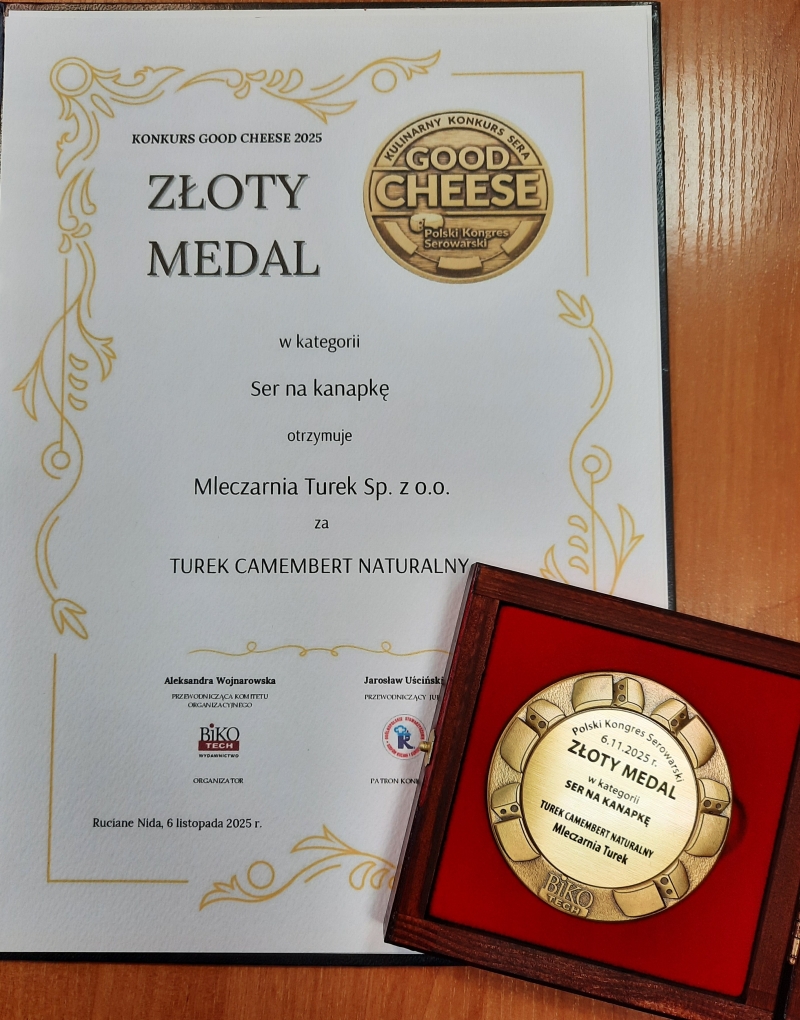 KONKURS GOOD CHEESE 2025
ZŁOTY
MEDAL
KULINARNY KONKURS SERA
GOOD
CHEESE
Polski Kongres
Serowarski
w kategorii
Ser na kanapkę
otrzymuje
Mleczarnia Turek Sp. z o.o.
za
TUREK CAMEMBERT NATURALNY
Aleksandra Wojnarowska
PRZEWODNICZĄCA KOMITETU
ORGANIZACYJNEGO
BiKO
TECH
WYDAWNICTWO
ORGANIZATOR
Jarosław Uścińsk
PRZEWODNICZĄCY
PATRON
Ruciane Nida, 6 listopada 2025 r.
Polski Kongres Serowarski
6.11.2025 r.
ZŁOTY MEDAL
w kategorii
SER NA KANAPKĘ
TUREK CAMEMBERT NATURALNY
Mleczarnia Turek
BiKO
TECH